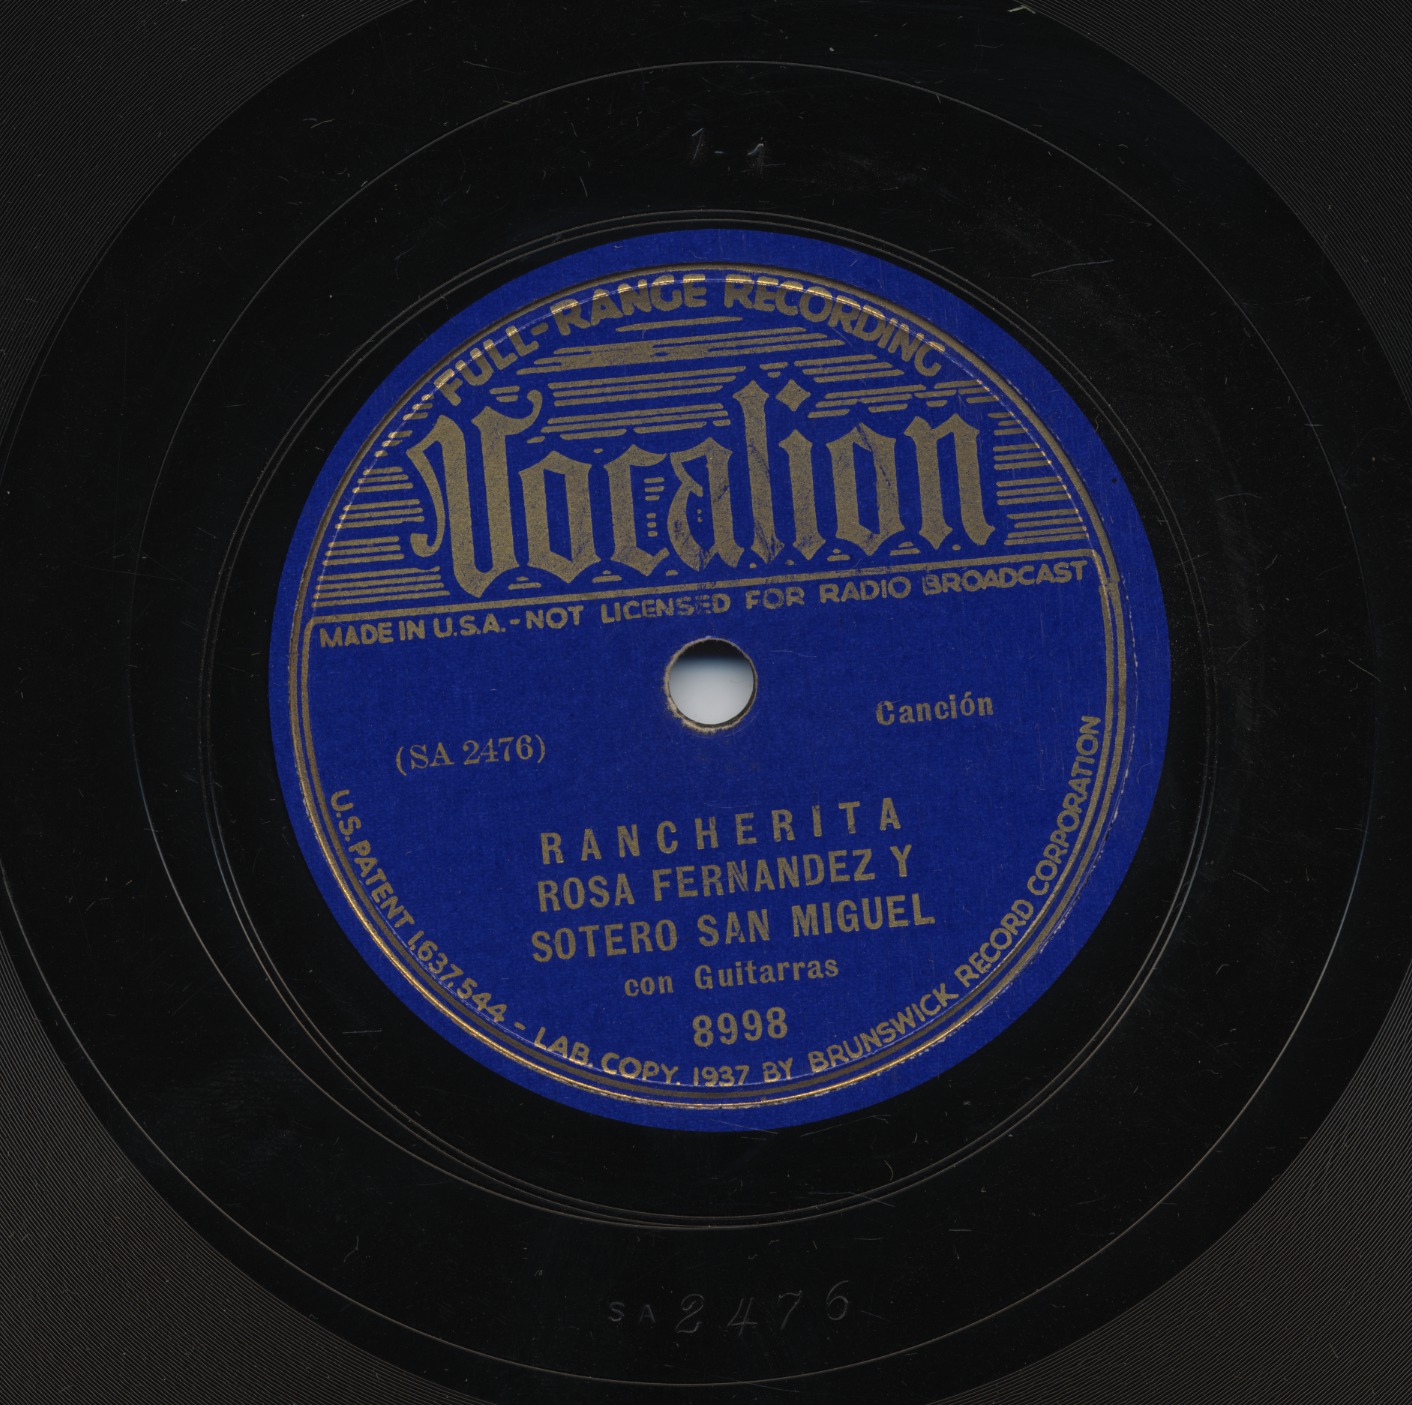 1-1
FULL-RANGE RECORDING
Vocalion
MADE IN U.S.A.-NOT LICENSED FOR RADIO BROADCAST
Canción
(SA 2476)
RANCHERITA
ROSA FERNANDEZ Y
SOTERO SAN MIGUEL
con Guitarras
8998
U.S. PATENT 1,637,544 - LAB. COPY. 1937 BY BRUNSWICK RECORD CORPORATION
SA 2476